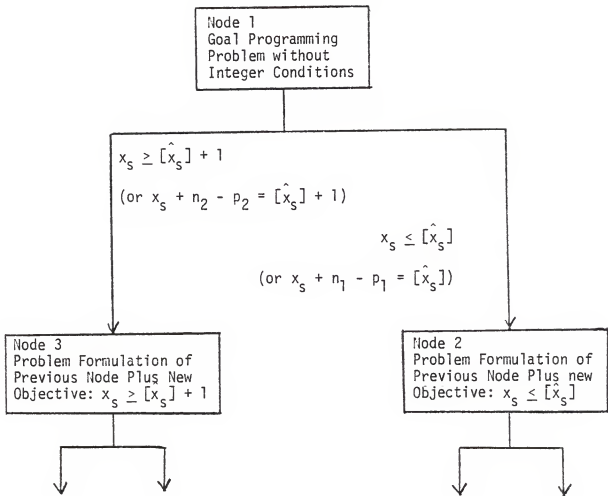 Node 1
Goal Programming
Problem without
Integer Conditions
x_s ≥ [x̂_s] + 1
(or x_s + n_2 - p_2 = [x̂_s] + 1)
x_s ≤ [x̂_s]
(or x_s + n_1 - p_1 = [x̂_s])
Node 3
Problem Formulation of
Previous Node Plus New
Objective: x_s ≥ [x_s] + 1
Node 2
Problem Formulation of
Previous Node Plus new
Objective: x_s ≤ [x̂_s]